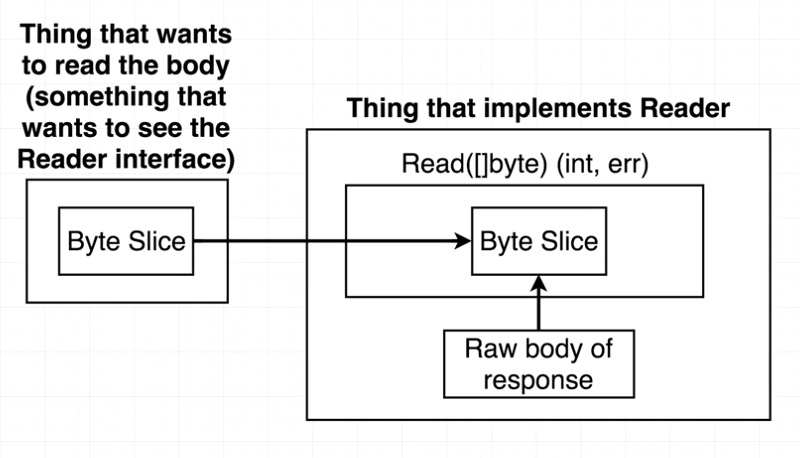 Thing that wants
to read the body
(something that
wants to see the
Reader interface)
Byte Slice
Thing that implements Reader
Read([]byte) (int, err)
Byte Slice
Raw body of
response